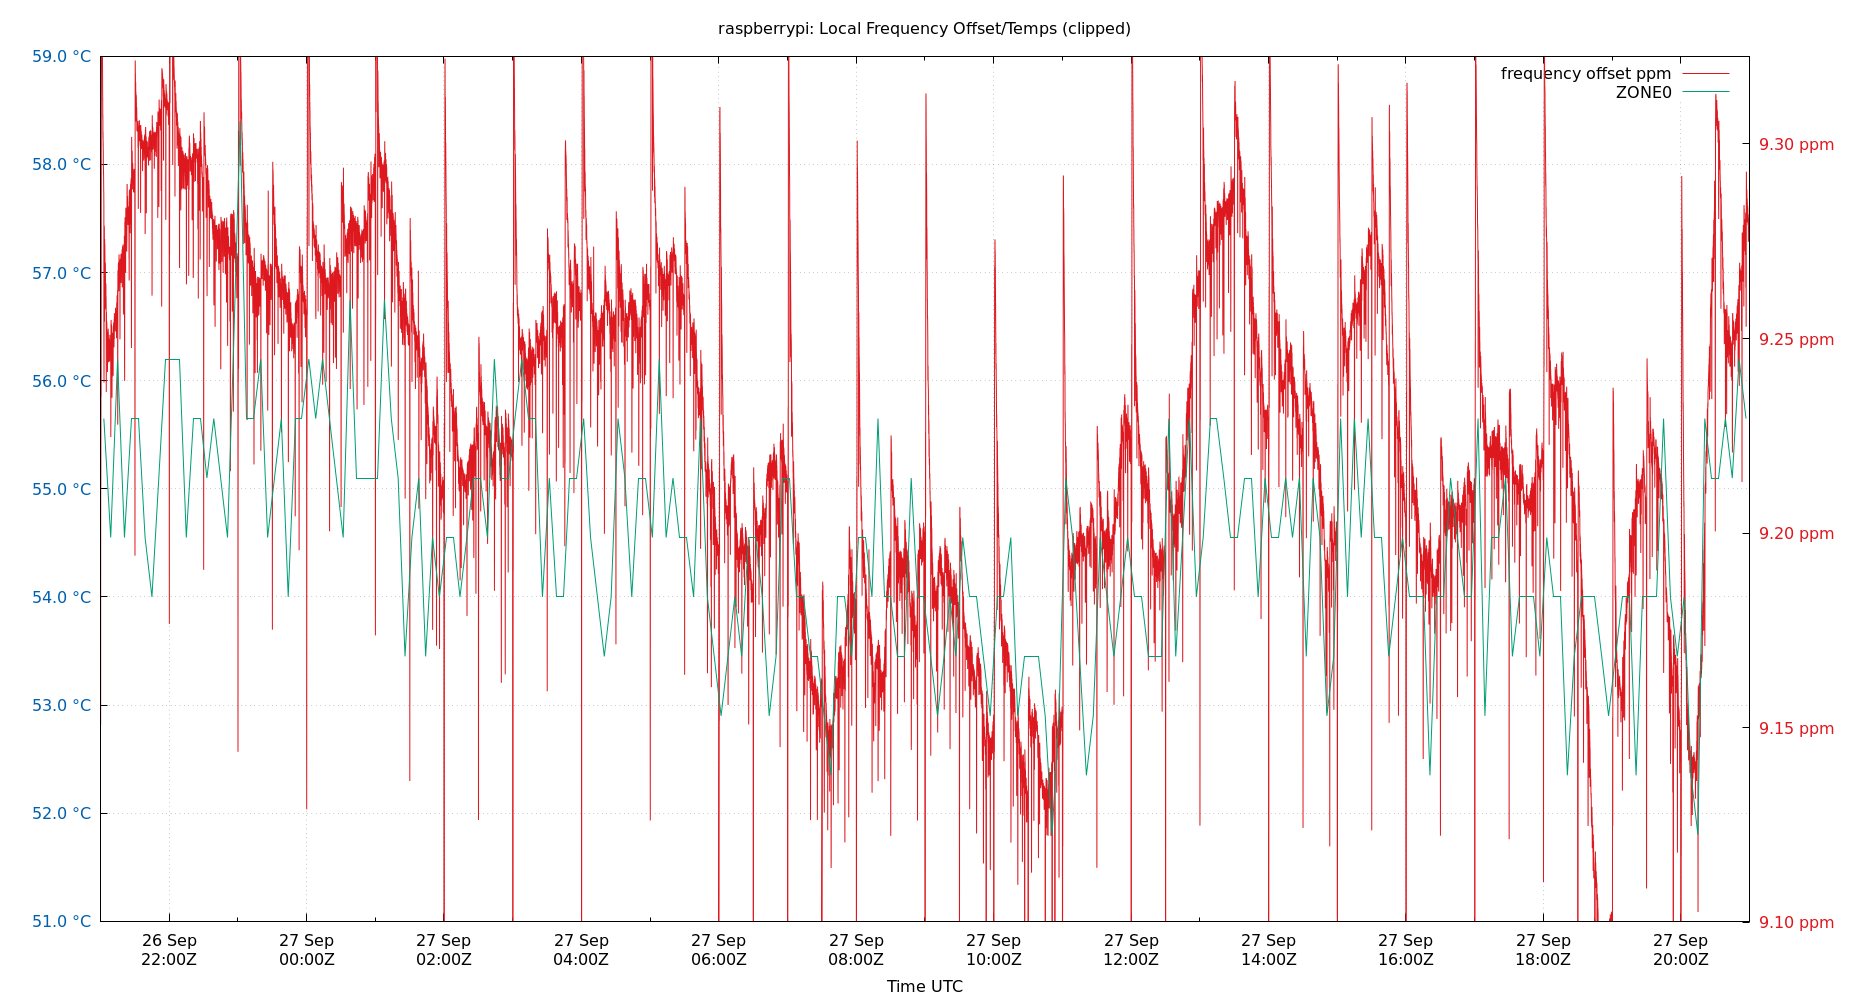 raspberrypi: Local Frequency Offset/Temps (clipped)
frequency offset ppm
ZONE0
59.0 °C
58.0 °C
57.0 °C
56.0 °C
55.0 °C
54.0 °C
53.0 °C
52.0 °C
51.0 °C
9.30 ppm
9.25 ppm
9.20 ppm
9.15 ppm
9.10 ppm
26 Sep
22:00Z
27 Sep
00:00Z
27 Sep
02:00Z
27 Sep
04:00Z
27 Sep
06:00Z
27 Sep
08:00Z
27 Sep
10:00Z
27 Sep
12:00Z
27 Sep
14:00Z
27 Sep
16:00Z
27 Sep
18:00Z
27 Sep
20:00Z
Time UTC